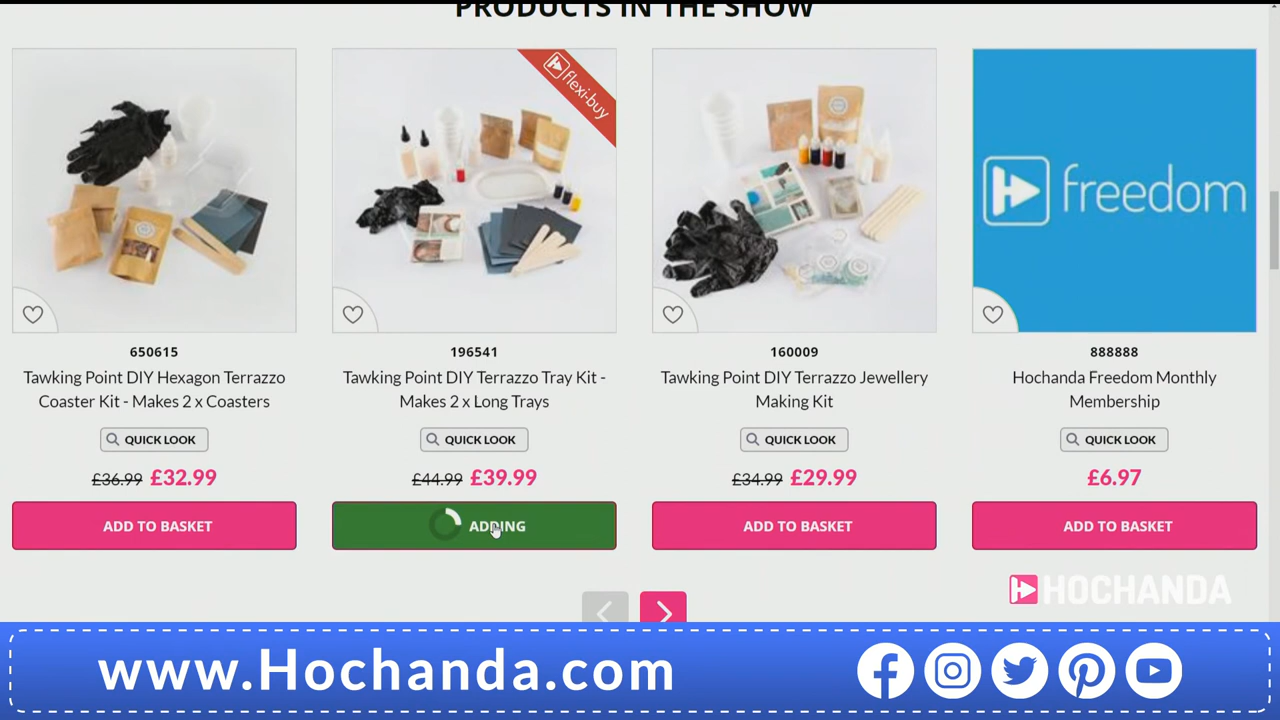 PRODUCTS IN THE SHOW
flexi-buy
freedom
650615
196541
160009
888888
Tawking Point DIY Hexagon Terrazzo
Coaster Kit - Makes 2 x Coasters
Tawking Point DIY Terrazzo Tray Kit -
Makes 2 x Long Trays
Tawking Point DIY Terrazzo Jewellery
Making Kit
Hochanda Freedom Monthly
Membership
QUICK LOOK
QUICK LOOK
QUICK LOOK
QUICK LOOK
£36.99 £32.99
£44.99 £39.99
£34.99 £29.99
£6.97
ADD TO BASKET
ADDING
ADD TO BASKET
ADD TO BASKET
HOCHANDA
www.Hochanda.com